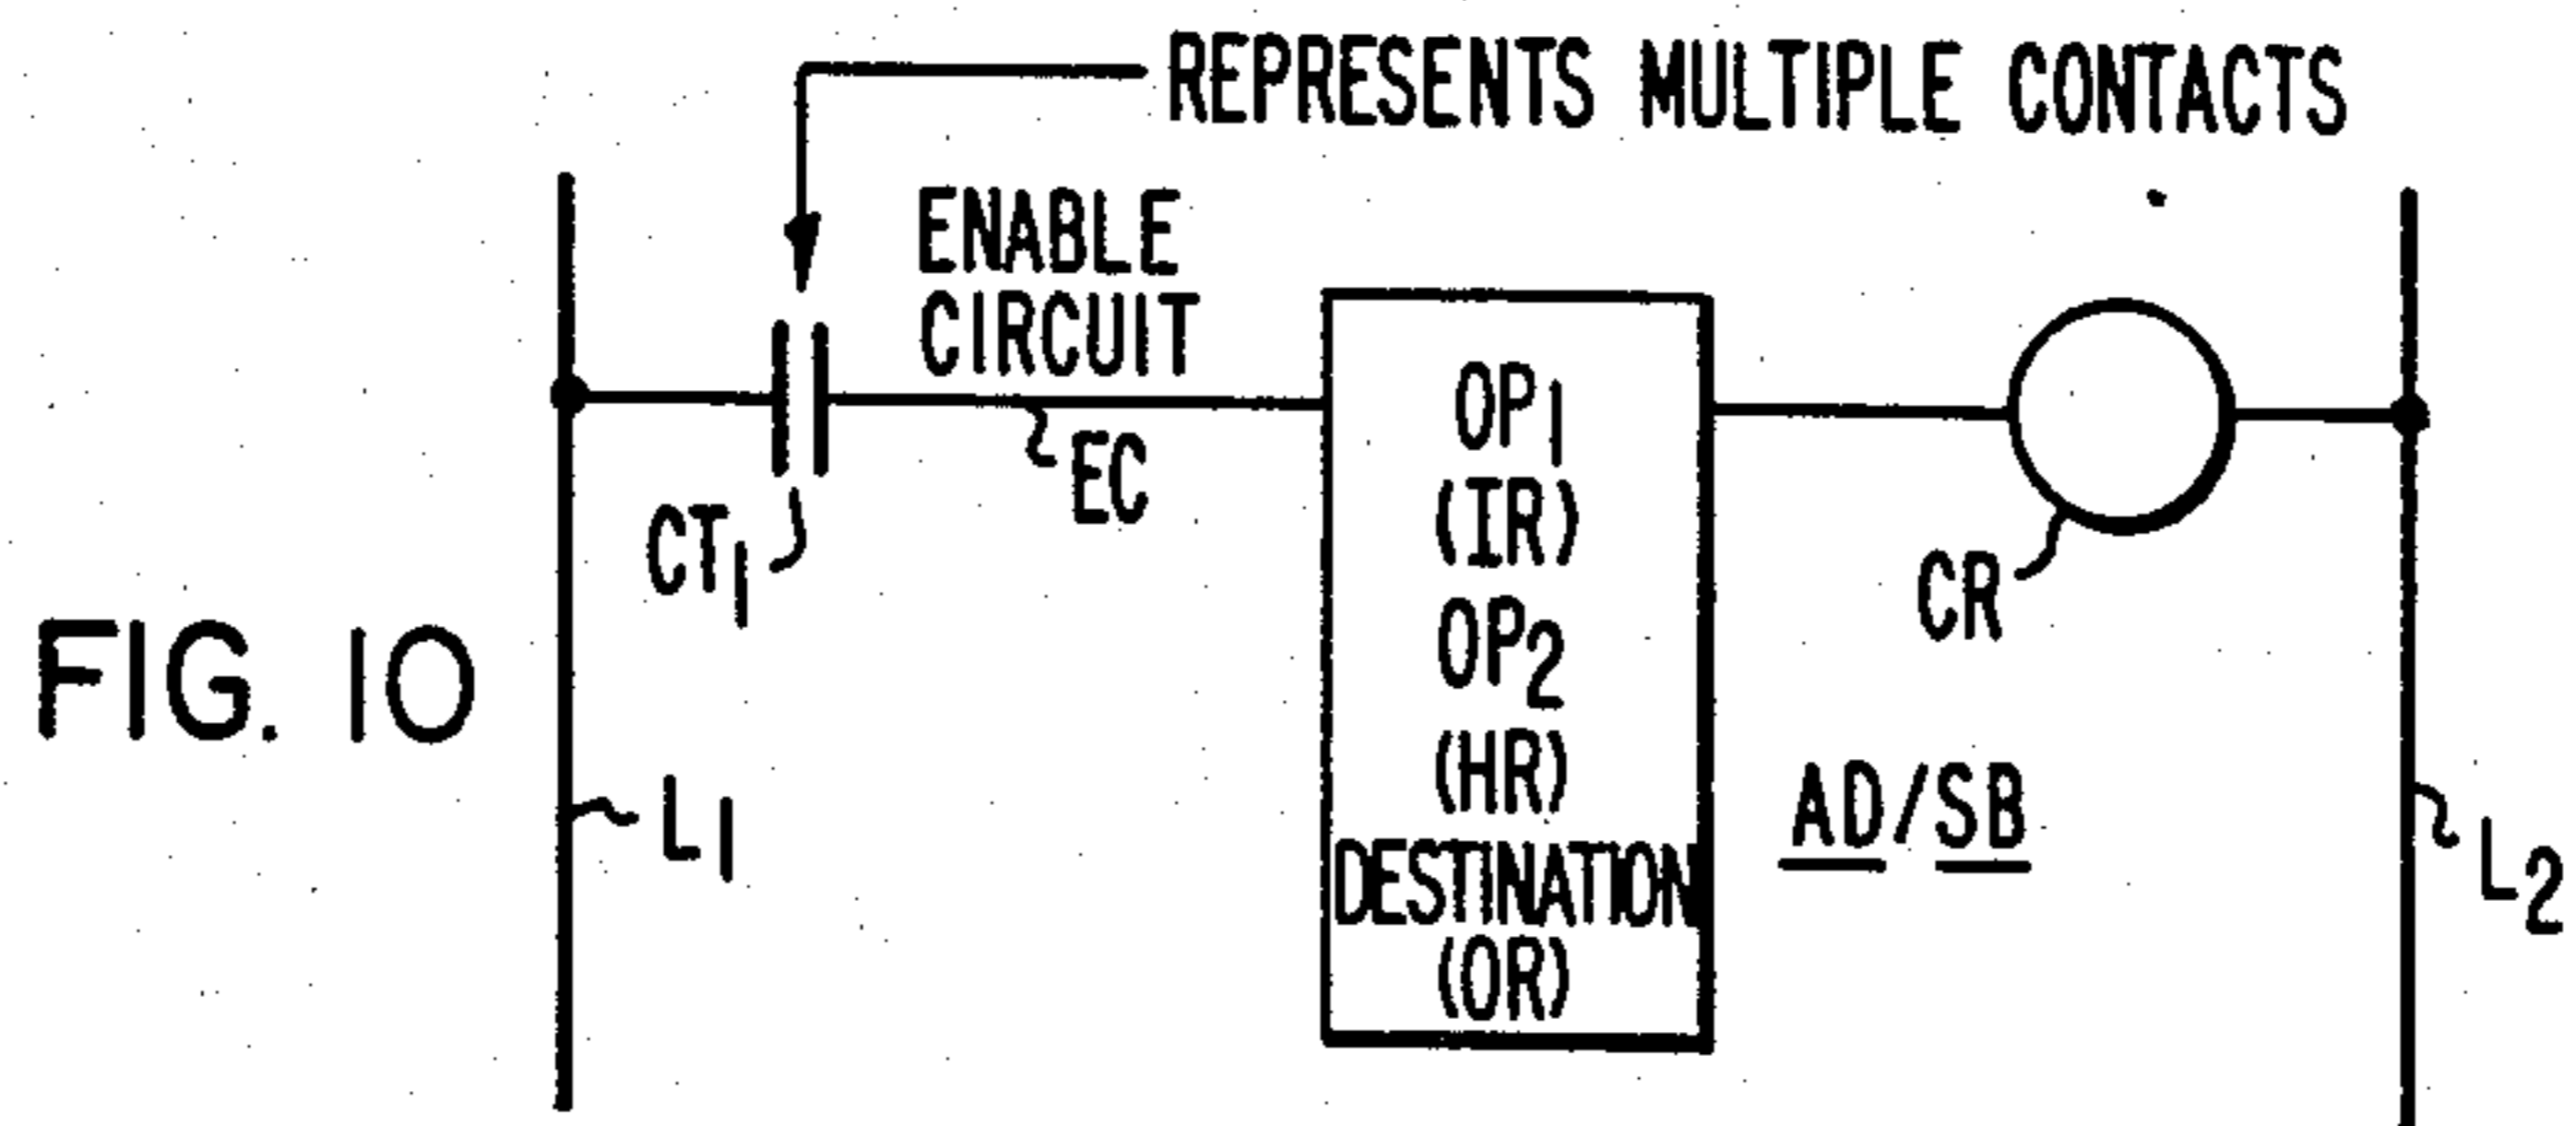 REPRESENTS MULTIPLE CONTACTS
ENABLE
CIRCUIT
EC
CT1
OP1
(IR)
OP2
(HR)
DESTINATION
(OR)
CR
AD/SB
FIG. 10
L1
L2